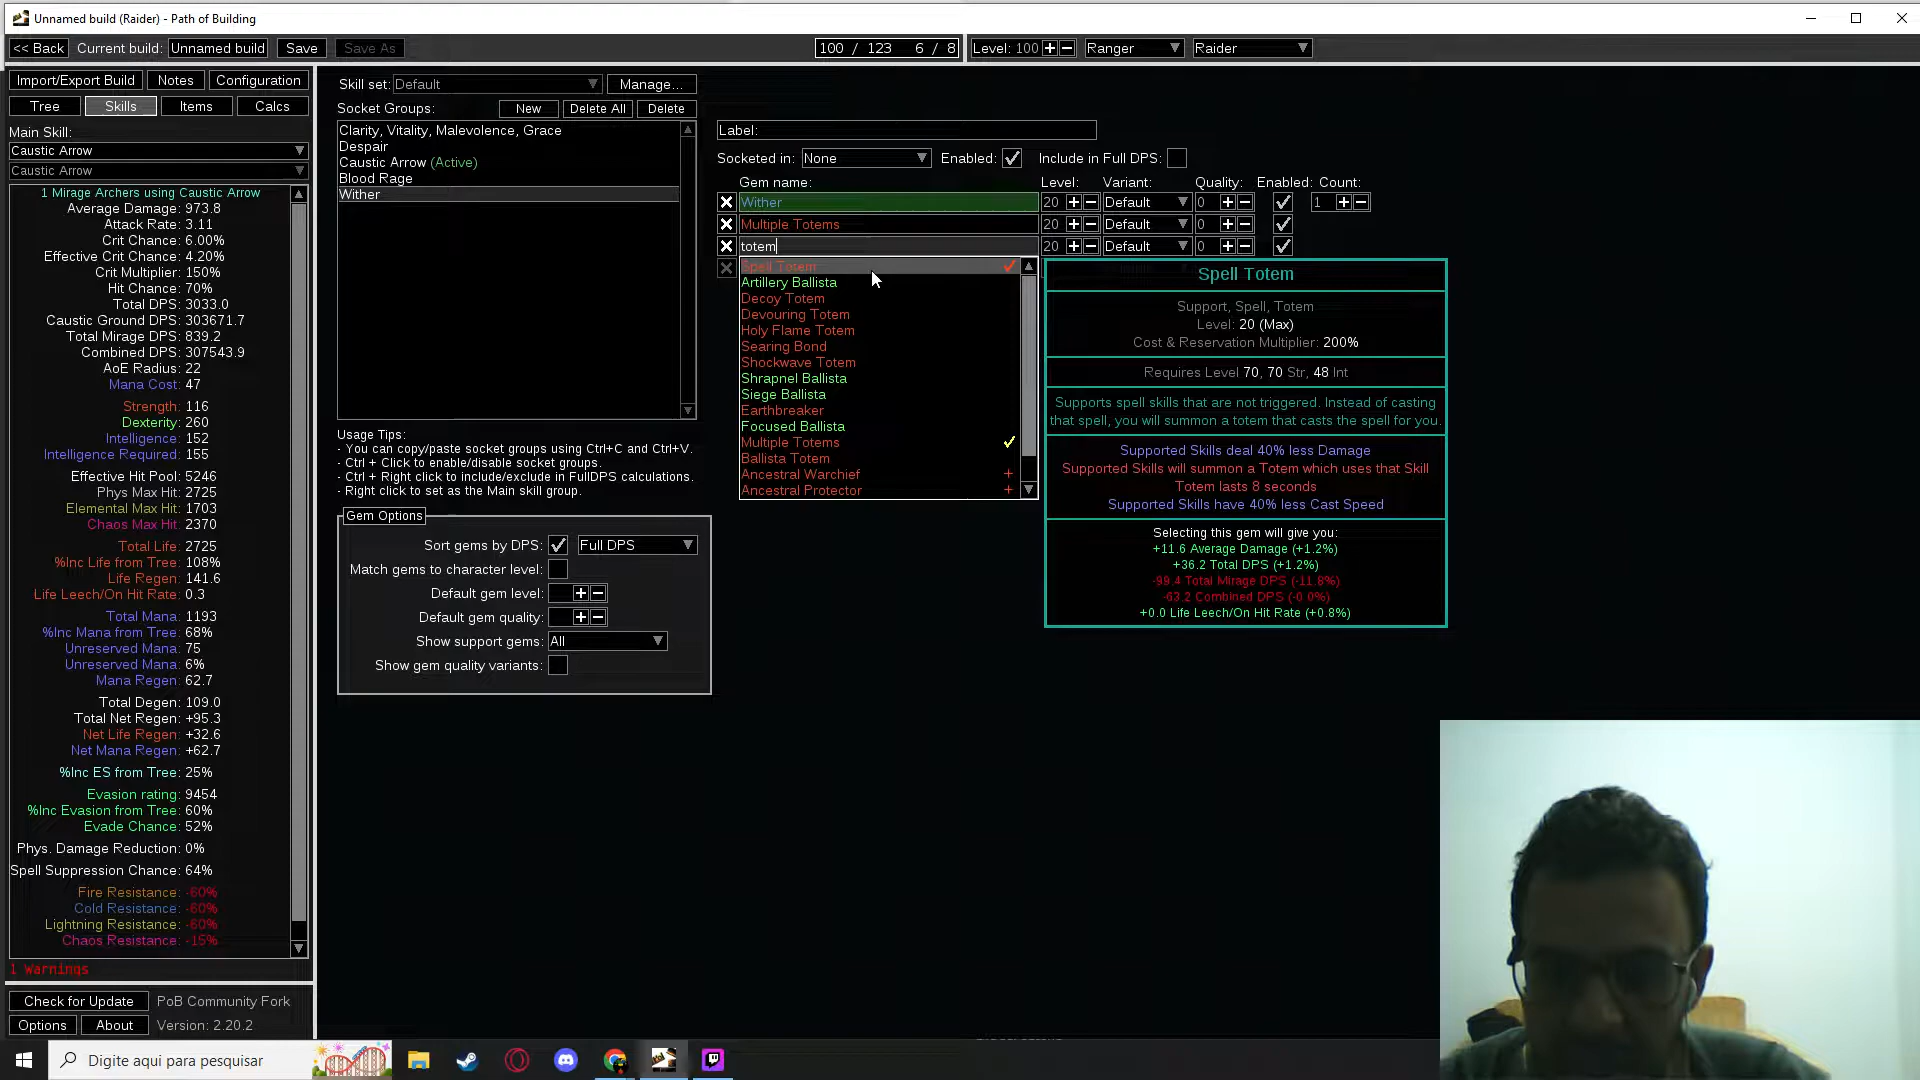 Unnamed build (Raider) - Path of Building
<< Back Current build: Unnamed build Save Save As 100 / 123 6 / 8 Level: 100 Ranger Raider
Import/Export Build Notes Configuration
Tree Skills Items Calcs
Main Skill:
Caustic Arrow
Caustic Arrow
1 Mirage Archers using Caustic Arrow
Average Damage: 973.8
Attack Rate: 3.11
Crit Chance: 6.00%
Effective Crit Chance: 4.20%
Crit Multiplier: 150%
Hit Chance: 70%
Total DPS: 3033.0
Caustic Ground DPS: 303671.7
Total Mirage DPS: 839.2
Combined DPS: 307543.9
AoE Radius: 22
Mana Cost: 47
Strength: 116
Dexterity: 260
Intelligence: 152
Intelligence Required: 155
Effective Hit Pool: 5246
Phys Max Hit: 2725
Elemental Max Hit: 1703
Chaos Max Hit: 2370
Total Life: 2725
%Inc Life from Tree: 108%
Life Regen: 141.6
Life Leech/On Hit Rate: 0.3
Total Mana: 1193
%Inc Mana from Tree: 68%
Unreserved Mana: 75
Unreserved Mana: 6%
Mana Regen: 62.7
Total Degen: 109.0
Total Net Regen: +95.3
Net Life Regen: +32.6
Net Mana Regen: +62.7
%Inc ES from Tree: 25%
Evasion rating: 9454
%Inc Evasion from Tree: 60%
Evade Chance: 52%
Phys. Damage Reduction: 0%
Spell Suppression Chance: 64%
Fire Resistance: -60%
Cold Resistance: -60%
Lightning Resistance: -60%
Chaos Resistance: -15%
1 Warnings
Check for Update PoB Community Fork
Options About Version: 2.20.2
Skill set: Default Manage...
Socket Groups: New Delete All Delete
Clarity, Vitality, Malevolence, Grace
Despair
Caustic Arrow (Active)
Blood Rage
Wither
Usage Tips:
- You can copy/paste socket groups using Ctrl+C and Ctrl+V.
- Ctrl + Click to enable/disable socket groups.
- Ctrl + Right click to include/exclude in FullDPS calculations.
- Right click to set as the Main skill group.
Gem Options
Sort gems by DPS: Full DPS
Match gems to character level:
Default gem level:
Default gem quality:
Show support gems: All
Show gem quality variants:
Label:
Socketed in: None Enabled: Include in Full DPS:
Gem name: Level: Variant: Quality: Enabled: Count:
Wither 20 Default 0 1
Multiple Totems 20 Default 0
totem 20 Default 0
Spell Totem
Artillery Ballista
Decoy Totem
Devouring Totem
Holy Flame Totem
Searing Bond
Shockwave Totem
Shrapnel Ballista
Siege Ballista
Earthbreaker
Focused Ballista
Multiple Totems
Ballista Totem
Ancestral Warchief +
Ancestral Protector +
Spell Totem
Support, Spell, Totem
Level: 20 (Max)
Cost & Reservation Multiplier: 200%
Requires Level 70, 70 Str, 48 Int
Supports spell skills that are not triggered. Instead of casting
that spell, you will summon a totem that casts the spell for you.
Supported Skills deal 40% less Damage
Supported Skills will summon a Totem which uses that Skill
Totem lasts 8 seconds
Supported Skills have 40% less Cast Speed
Selecting this gem will give you:
+11.6 Average Damage (+1.2%)
+36.2 Total DPS (+1.2%)
-99.4 Total Mirage DPS (-11.8%)
-63.2 Combined DPS (-0.0%)
+0.0 Life Leech/On Hit Rate (+0.8%)
Digite aqui para pesquisar